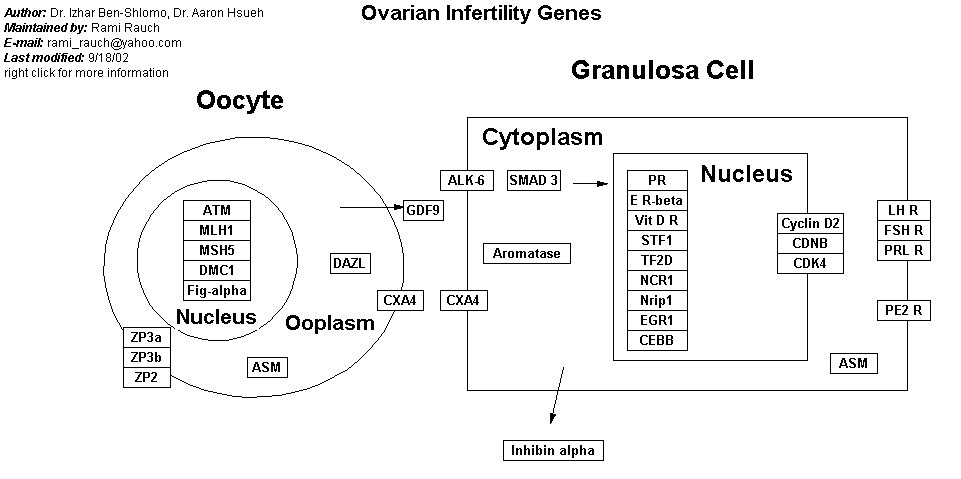 Author: Dr. Izhar Ben-Shlomo, Dr. Aaron Hsueh
Maintained by: Rami Rauch
E-mail: rami_rauch@yahoo.com
Last modified: 9/18/02
right click for more information
Ovarian Infertility Genes
Oocyte
Nucleus
ATM
MLH1
MSH5
DMC1
Fig-alpha
Ooplasm
DAZL
GDF9
CXA4
ZP3a
ZP3b
ZP2
ASM
Granulosa Cell
Cytoplasm
ALK-6
SMAD 3
Aromatase
CXA4
Nucleus
PR
E R-beta
Vit D R
STF1
TF2D
NCR1
Nrip1
EGR1
CEBB
Cyclin D2
CDNB
CDK4
LH R
FSH R
PRL R
PE2 R
ASM
Inhibin alpha